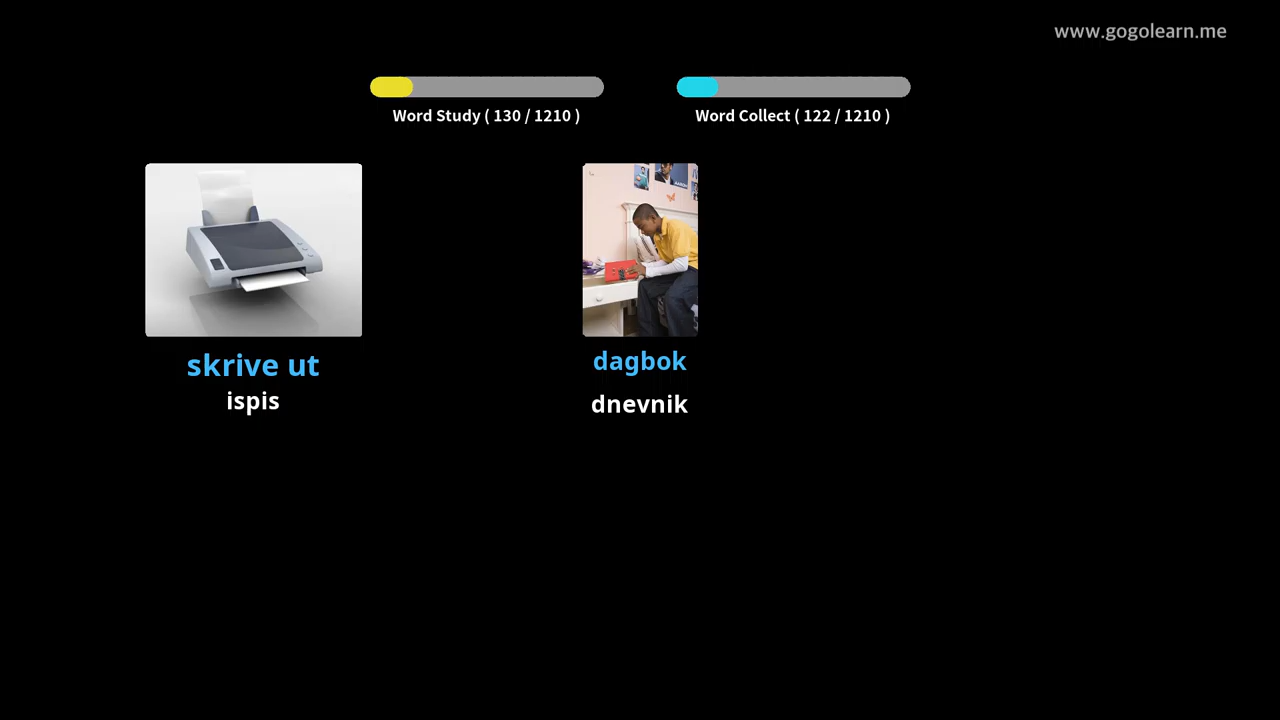 www.gogolearn.me
Word Study ( 130 / 1210 )
Word Collect ( 122 / 1210 )
skrive ut
ispis
dagbok
dnevnik